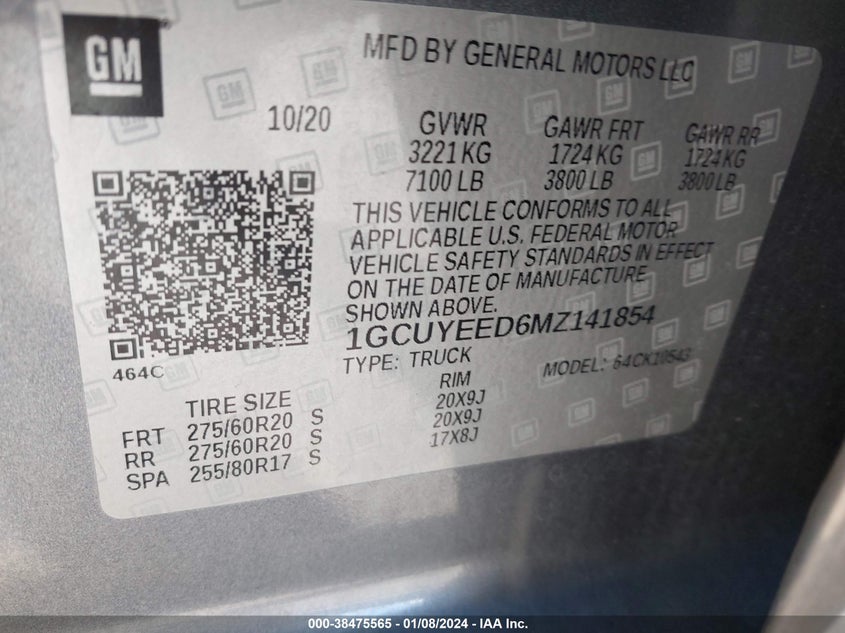 GM
MFD BY GENERAL MOTORS LLC
10/20 GVWR GAWR FRT GAWR RR
3221 KG 1724 KG 1724 KG
7100 LB 3800 LB 3800 LB
THIS VEHICLE CONFORMS TO ALL
APPLICABLE U.S. FEDERAL MOTOR
VEHICLE SAFETY STANDARDS IN EFFECT
ON THE DATE OF MANUFACTURE
SHOWN ABOVE.
1GCUYEED6MZ141854
464C TYPE: TRUCK MODEL: 64CK10543
TIRE SIZE RIM
FRT 275/60R20 S 20X9J
RR 275/60R20 S 20X9J
SPA 255/80R17 S 17X8J
000-38475565 - 01/08/2024 - IAA Inc.